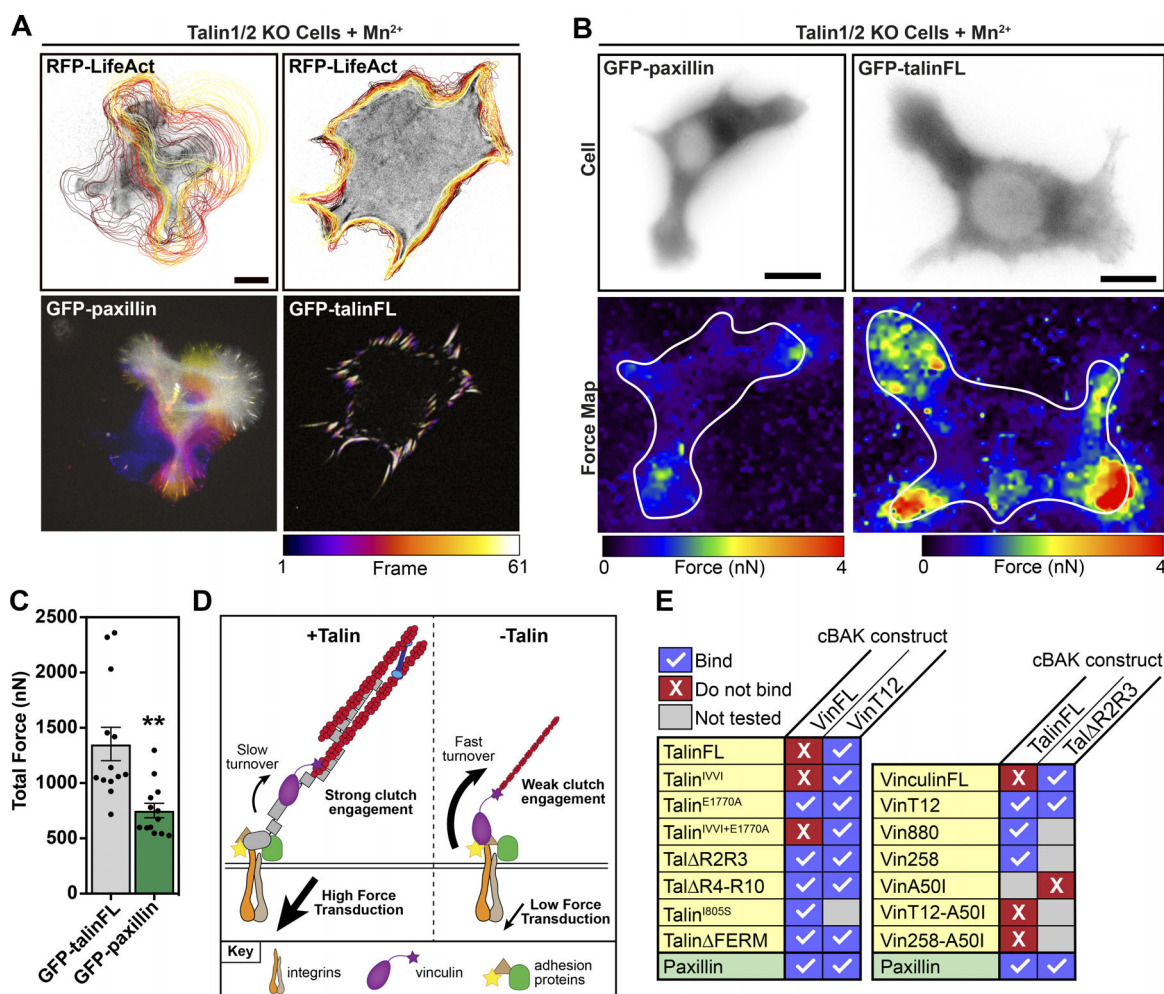 A
Talin1/2 KO Cells + Mn²⁺
RFP-LifeAct
RFP-LifeAct
GFP-paxillin
GFP-talinFL
1
Frame
61
B
Talin1/2 KO Cells + Mn²⁺
GFP-paxillin
GFP-talinFL
Cell
Force Map
0
Force (nN)
4
0
Force (nN)
4
C
2500
2000
1500
1000
500
0
Total Force (nN)
**
GFP-talinFL
GFP-paxillin
D
+Talin
-Talin
Slow
turnover
Strong clutch
engagement
Fast
turnover
Weak clutch
engagement
High Force
Transduction
Low Force
Transduction
Key
integrins
vinculin
adhesion
proteins
E
Bind
X Do not bind
Not tested
cBAK construct
VinFL
VinT12
TalinFL X ✓
Talinᴵⱽⱽᴵ X ✓
Talinᴱ¹⁷⁷⁰ᴬ ✓ ✓
Talinᴵⱽⱽᴵ⁺ᴱ¹⁷⁷⁰ᴬ X ✓
TalΔR2R3 ✓ ✓
TalΔR4-R10 ✓ ✓
Talinᴵ⁸⁰⁵ˢ ✓
TalinΔFERM ✓ ✓
Paxillin ✓ ✓
cBAK construct
TalinFL
TalΔR2R3
VinculinFL X ✓
VinT12 ✓ ✓
Vin880 ✓
Vin258 ✓
VinA50I X
VinT12-A50I X
Vin258-A50I X
Paxillin ✓ ✓